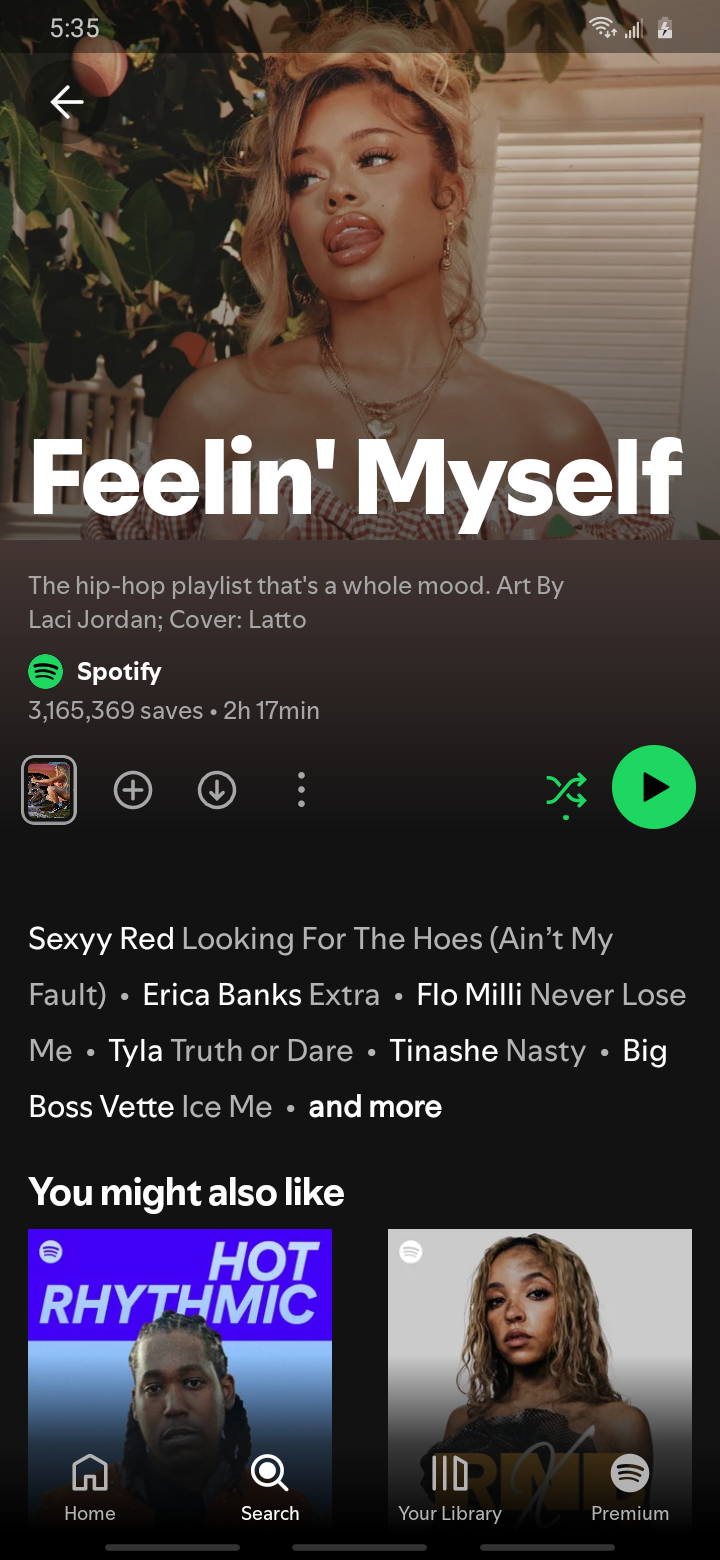 5:35
Feelin' Myself
The hip-hop playlist that's a whole mood. Art By
Laci Jordan; Cover: Latto
Spotify
3,165,369 saves • 2h 17min
Sexyy Red Looking For The Hoes (Ain’t My
Fault) • Erica Banks Extra • Flo Milli Never Lose
Me • Tyla Truth or Dare • Tinashe Nasty • Big
Boss Vette Ice Me • and more
You might also like
HOT
RHYTHMIC
RNB X
Home
Search
Your Library
Premium